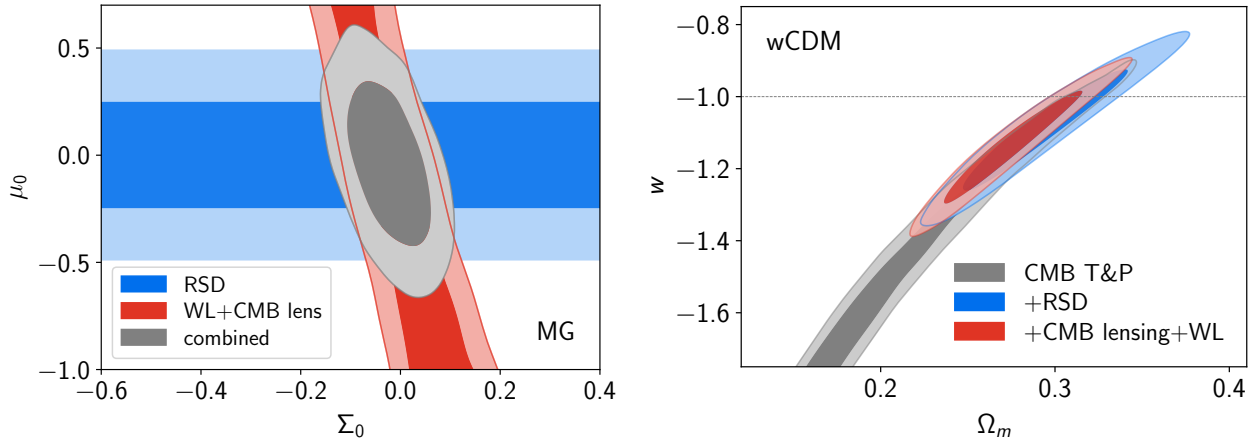 0.5
0.0
−0.5
−1.0
μ0
−0.6
−0.4
−0.2
0.0
0.2
0.4
Σ0
RSD
WL+CMB lens
combined
MG
wCDM
−0.8
−1.0
−1.2
−1.4
−1.6
w
0.2
0.3
0.4
Ωm
CMB T&P
+RSD
+CMB lensing+WL